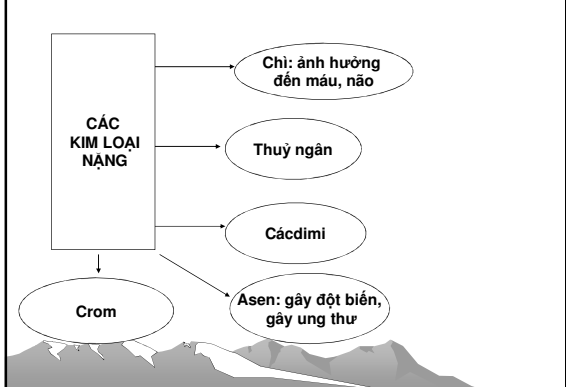 CÁC
KIM LOẠI
NẶNG
Chì: ảnh hưởng
đến máu, não
Thuỷ ngân
Cácdimi
Asen: gây đột biến,
gây ung thư
Crom